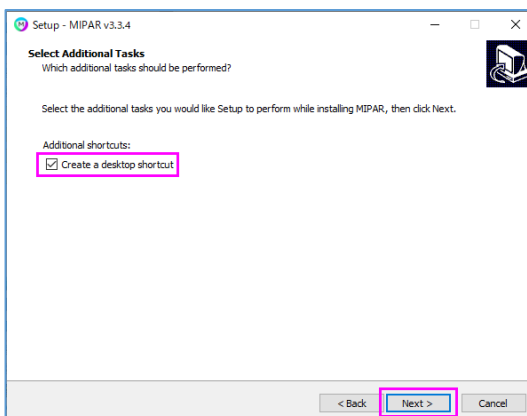 Setup - MIPAR v3.3.4
Select Additional Tasks
Which additional tasks should be performed?
Select the additional tasks you would like Setup to perform while installing MIPAR, then click Next.
Additional shortcuts:
Create a desktop shortcut
< Back
Next >
Cancel